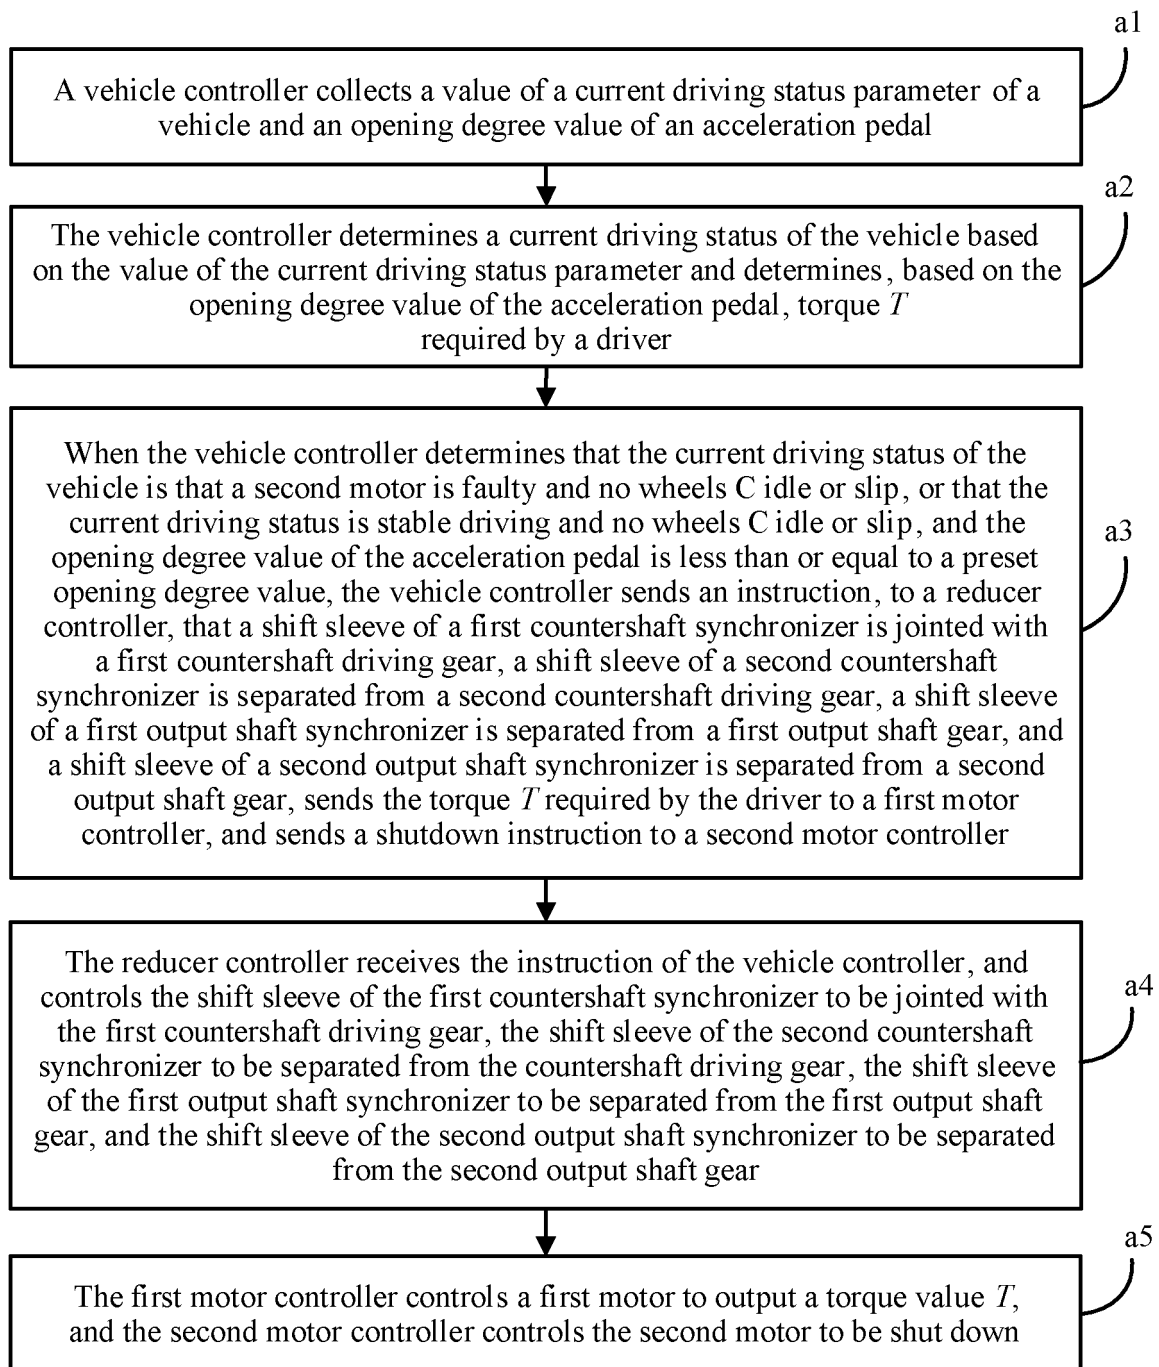 a1
A vehicle controller collects a value of a current driving status parameter of a
vehicle and an opening degree value of an acceleration pedal
a2
The vehicle controller determines a current driving status of the vehicle based
on the value of the current driving status parameter and determines, based on the
opening degree value of the acceleration pedal, torque T
required by a driver
a3
When the vehicle controller determines that the current driving status of the
vehicle is that a second motor is faulty and no wheels C idle or slip, or that the
current driving status is stable driving and no wheels C idle or slip, and the
opening degree value of the acceleration pedal is less than or equal to a preset
opening degree value, the vehicle controller sends an instruction, to a reducer
controller, that a shift sleeve of a first countershaft synchronizer is jointed with
a first countershaft driving gear, a shift sleeve of a second countershaft
synchronizer is separated from a second countershaft driving gear, a shift sleeve
of a first output shaft synchronizer is separated from a first output shaft gear, and
a shift sleeve of a second output shaft synchronizer is separated from a second
output shaft gear, sends the torque T required by the driver to a first motor
controller, and sends a shutdown instruction to a second motor controller
a4
The reducer controller receives the instruction of the vehicle controller, and
controls the shift sleeve of the first countershaft synchronizer to be jointed with
the first countershaft driving gear, the shift sleeve of the second countershaft
synchronizer to be separated from the countershaft driving gear, the shift sleeve
of the first output shaft synchronizer to be separated from the first output shaft
gear, and the shift sleeve of the second output shaft synchronizer to be separated
from the second output shaft gear
a5
The first motor controller controls a first motor to output a torque value T,
and the second motor controller controls the second motor to be shut down